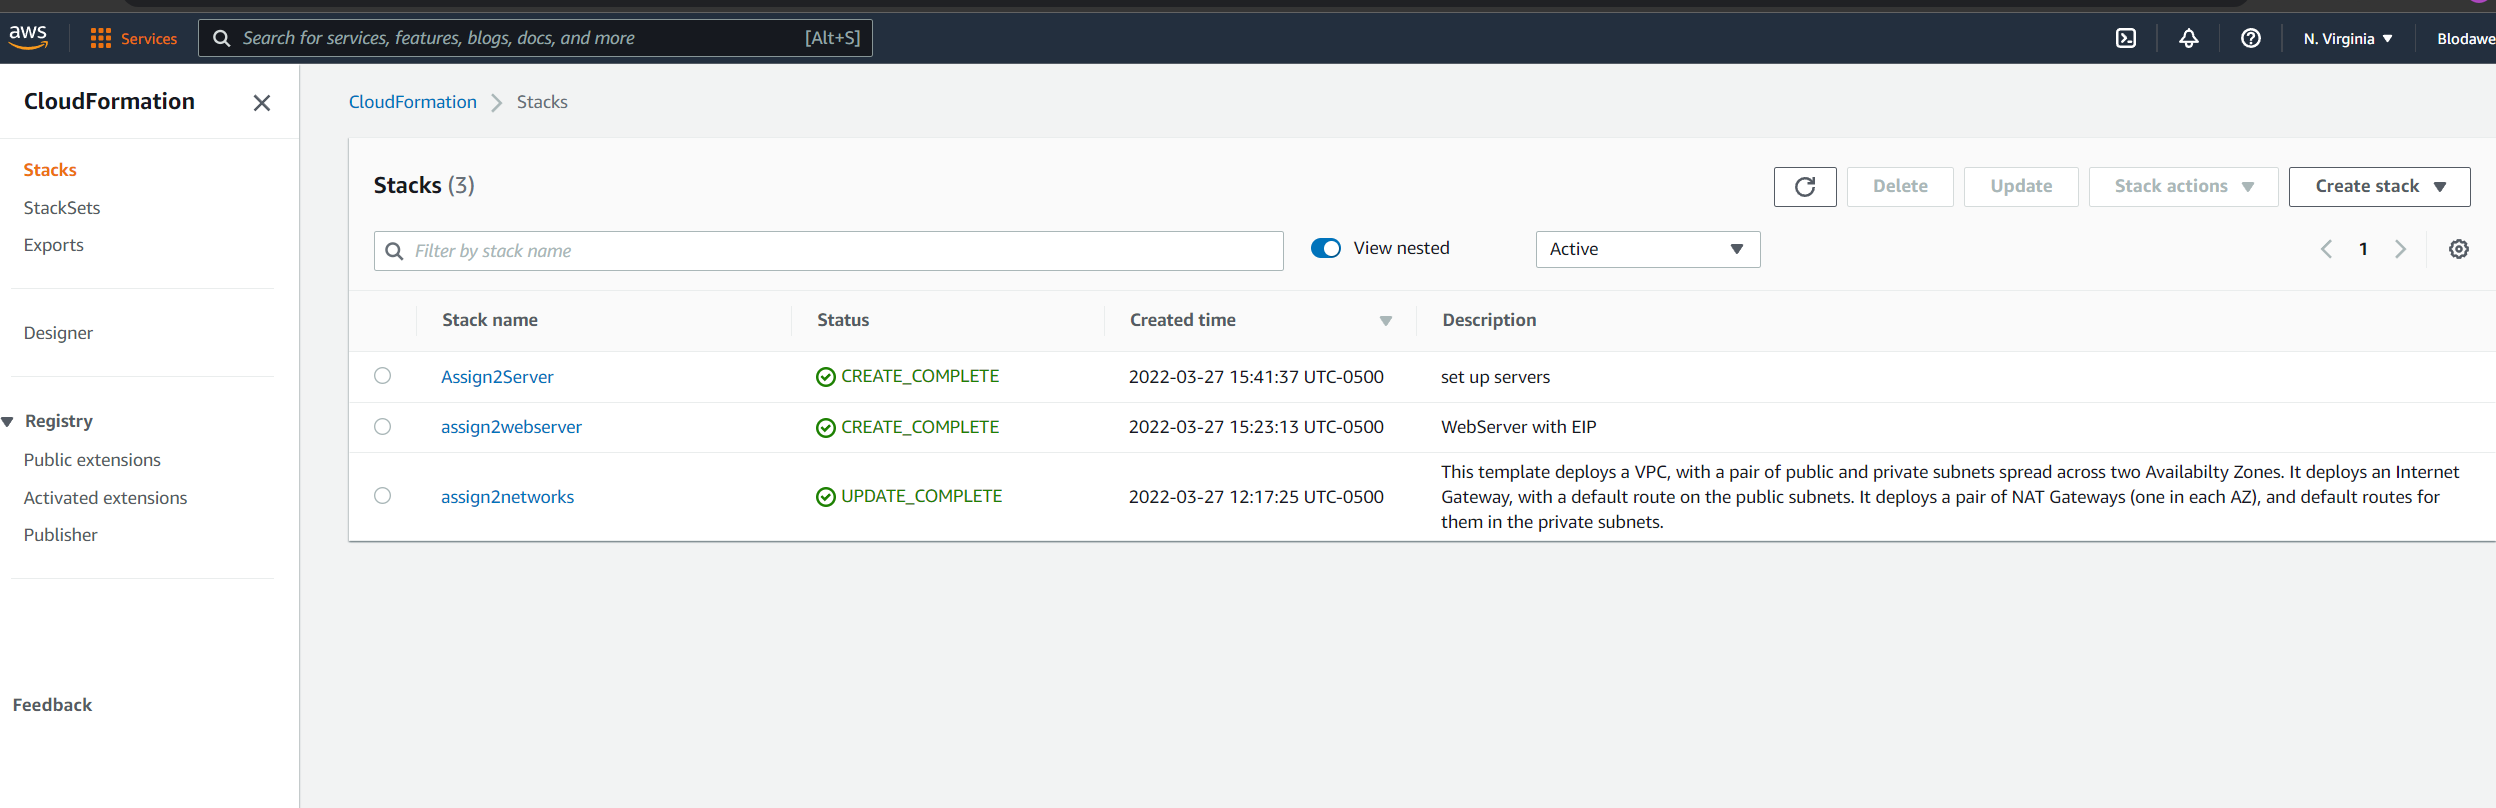 aws
Services
Search for services, features, blogs, docs, and more
[Alt+S]
N. Virginia
Blodawe
CloudFormation
Stacks
StackSets
Exports
Designer
Registry
Public extensions
Activated extensions
Publisher
Feedback
CloudFormation
Stacks
Stacks (3)
Delete
Update
Stack actions
Create stack
Filter by stack name
View nested
Active
1
Stack name
Status
Created time
Description
Assign2Server
CREATE_COMPLETE
2022-03-27 15:41:37 UTC-0500
set up servers
assign2webserver
CREATE_COMPLETE
2022-03-27 15:23:13 UTC-0500
WebServer with EIP
assign2networks
UPDATE_COMPLETE
2022-03-27 12:17:25 UTC-0500
This template deploys a VPC, with a pair of public and private subnets spread across two Availabilty Zones. It deploys an Internet
Gateway, with a default route on the public subnets. It deploys a pair of NAT Gateways (one in each AZ), and default routes for
them in the private subnets.